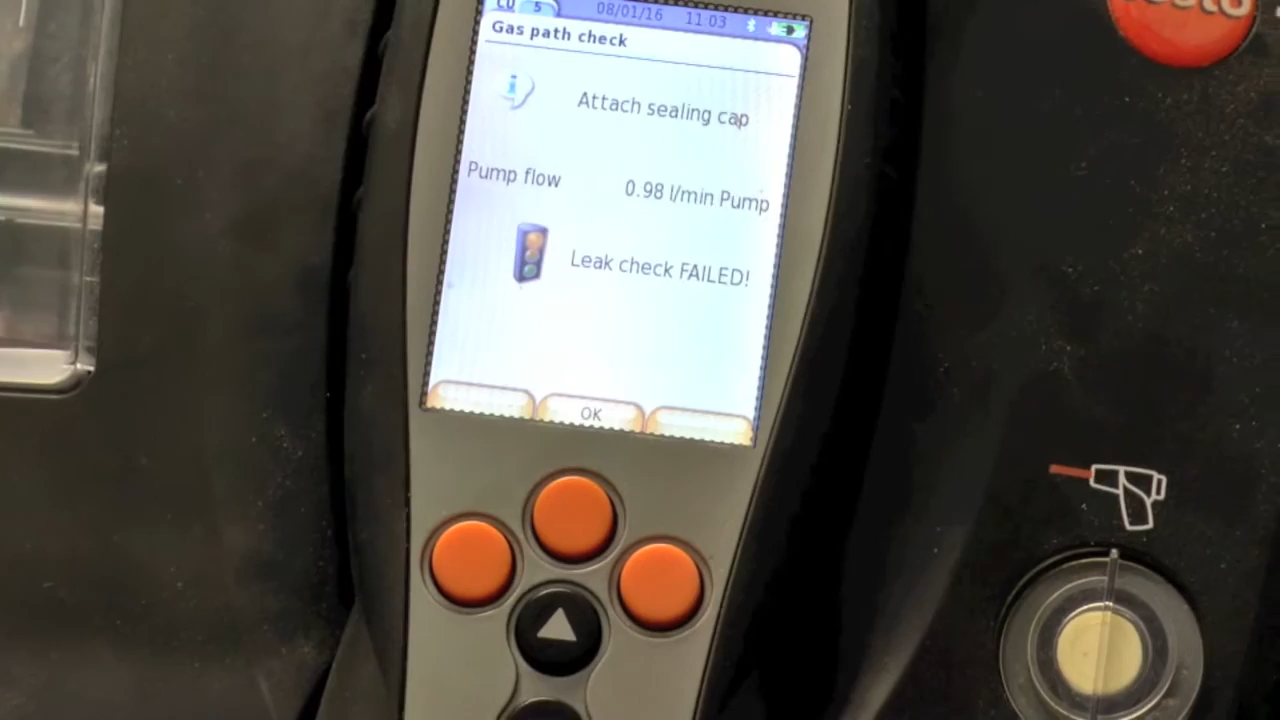 5 08/01/16 11:03
Gas path check
i
Attach sealing cap
Pump flow 0.98 l/min Pump
Leak check FAILED!
OK